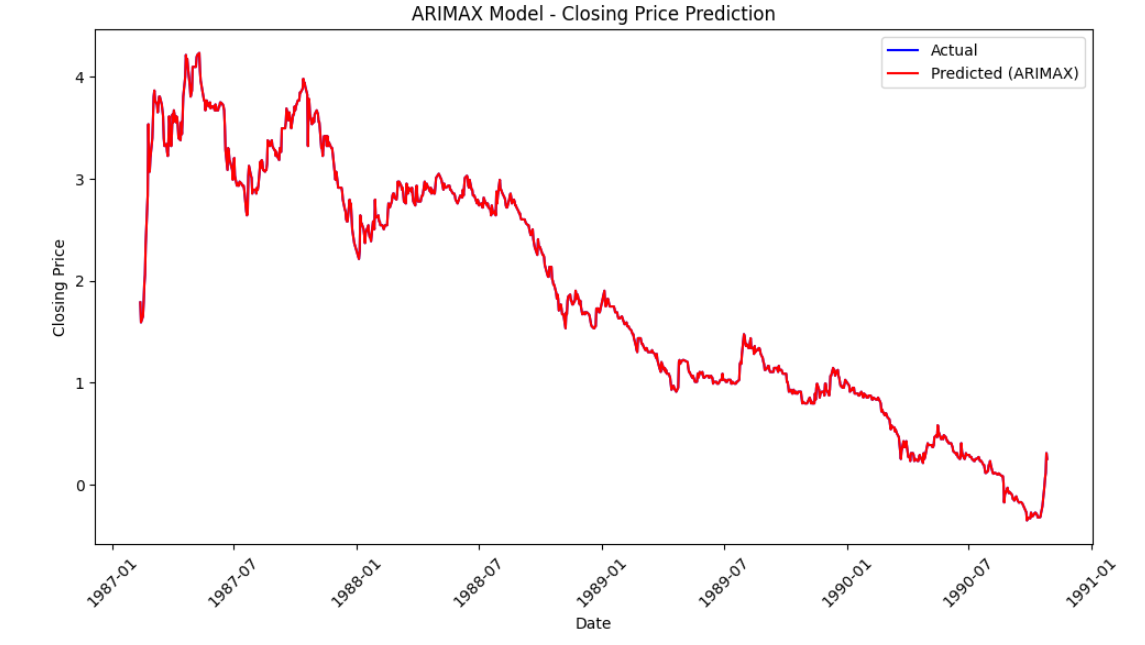 ARIMAX Model - Closing Price Prediction
Actual
Predicted (ARIMAX)
Closing Price
4
3
2
1
0
1987-01
1987-07
1988-01
1988-07
1989-01
1989-07
1990-01
1990-07
1991-01
Date